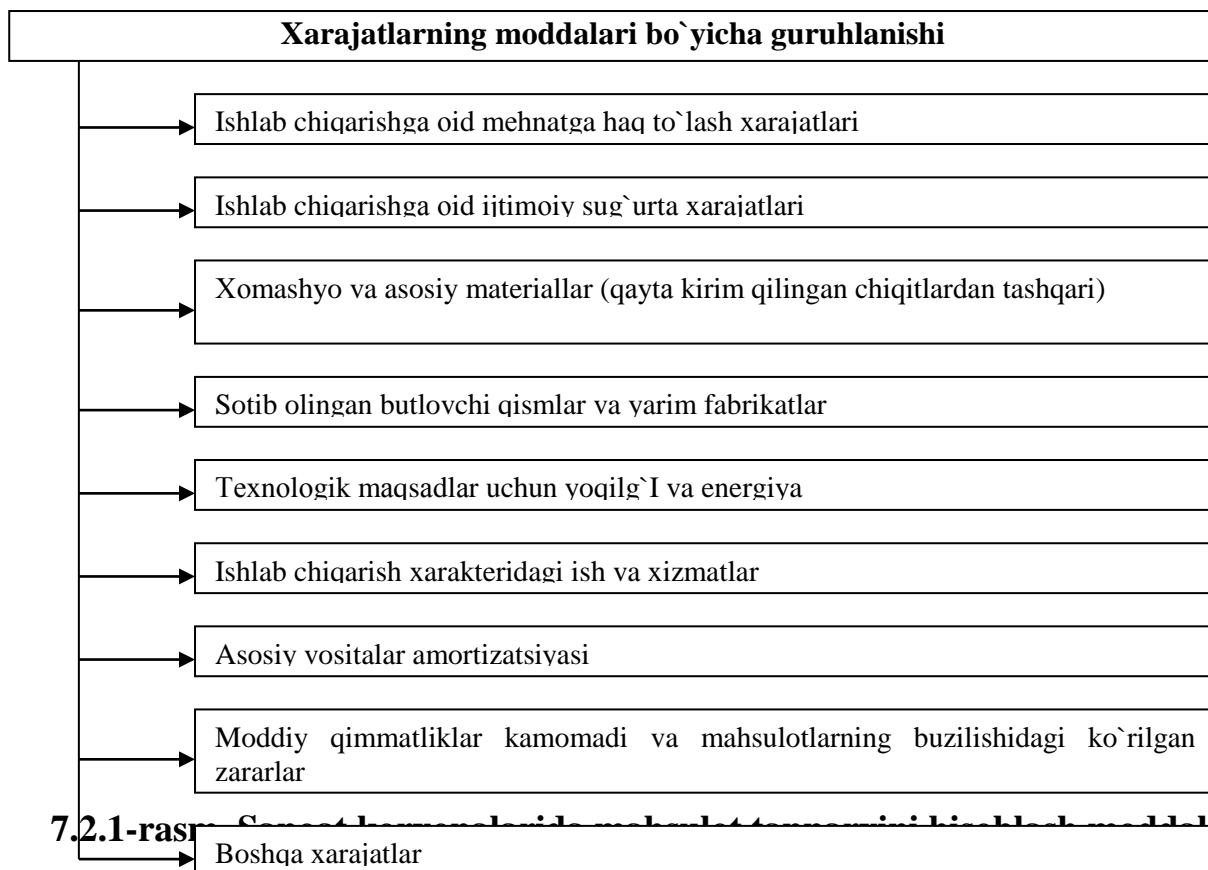 Xarajatlarning moddalari bo`yicha guruhlanishi
Ishlab chiqarishga oid mehnatga haq to`lash xarajatlari
Ishlab chiqarishga oid ijtimoiy sug`urta xarajatlari
Xomashyo va asosiy materiallar (qayta kirim qilingan chiqitlardan tashqari)
Sotib olingan butlovchi qismlar va yarim fabrikatlar
Texnologik maqsadlar uchun yoqilg`I va energiya
Ishlab chiqarish xarakteridagi ish va xizmatlar
Asosiy vositalar amortizatsiyasi
Moddiy qimmatliklar kamomadi va mahsulotlarning buzilishidagi ko`rilgan
zararlar
7.2.1-rasm
Boshqa xarajatlar